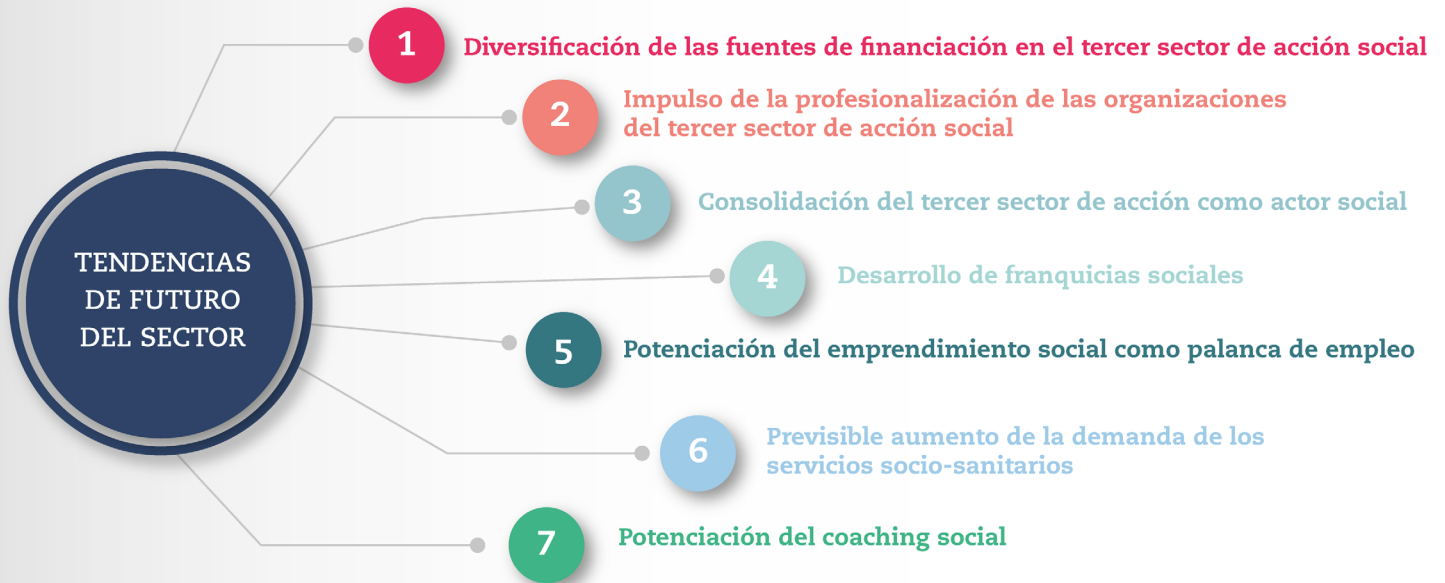 TENDENCIAS
DE FUTURO
DEL SECTOR
1
Diversificación de las fuentes de financiación en el tercer sector de acción social
2
Impulso de la profesionalización de las organizaciones
del tercer sector de acción social
3
Consolidación del tercer sector de acción como actor social
4
Desarrollo de franquicias sociales
5
Potenciación del emprendimiento social como palanca de empleo
6
Previsible aumento de la demanda de los
servicios socio-sanitarios
7
Potenciación del coaching social